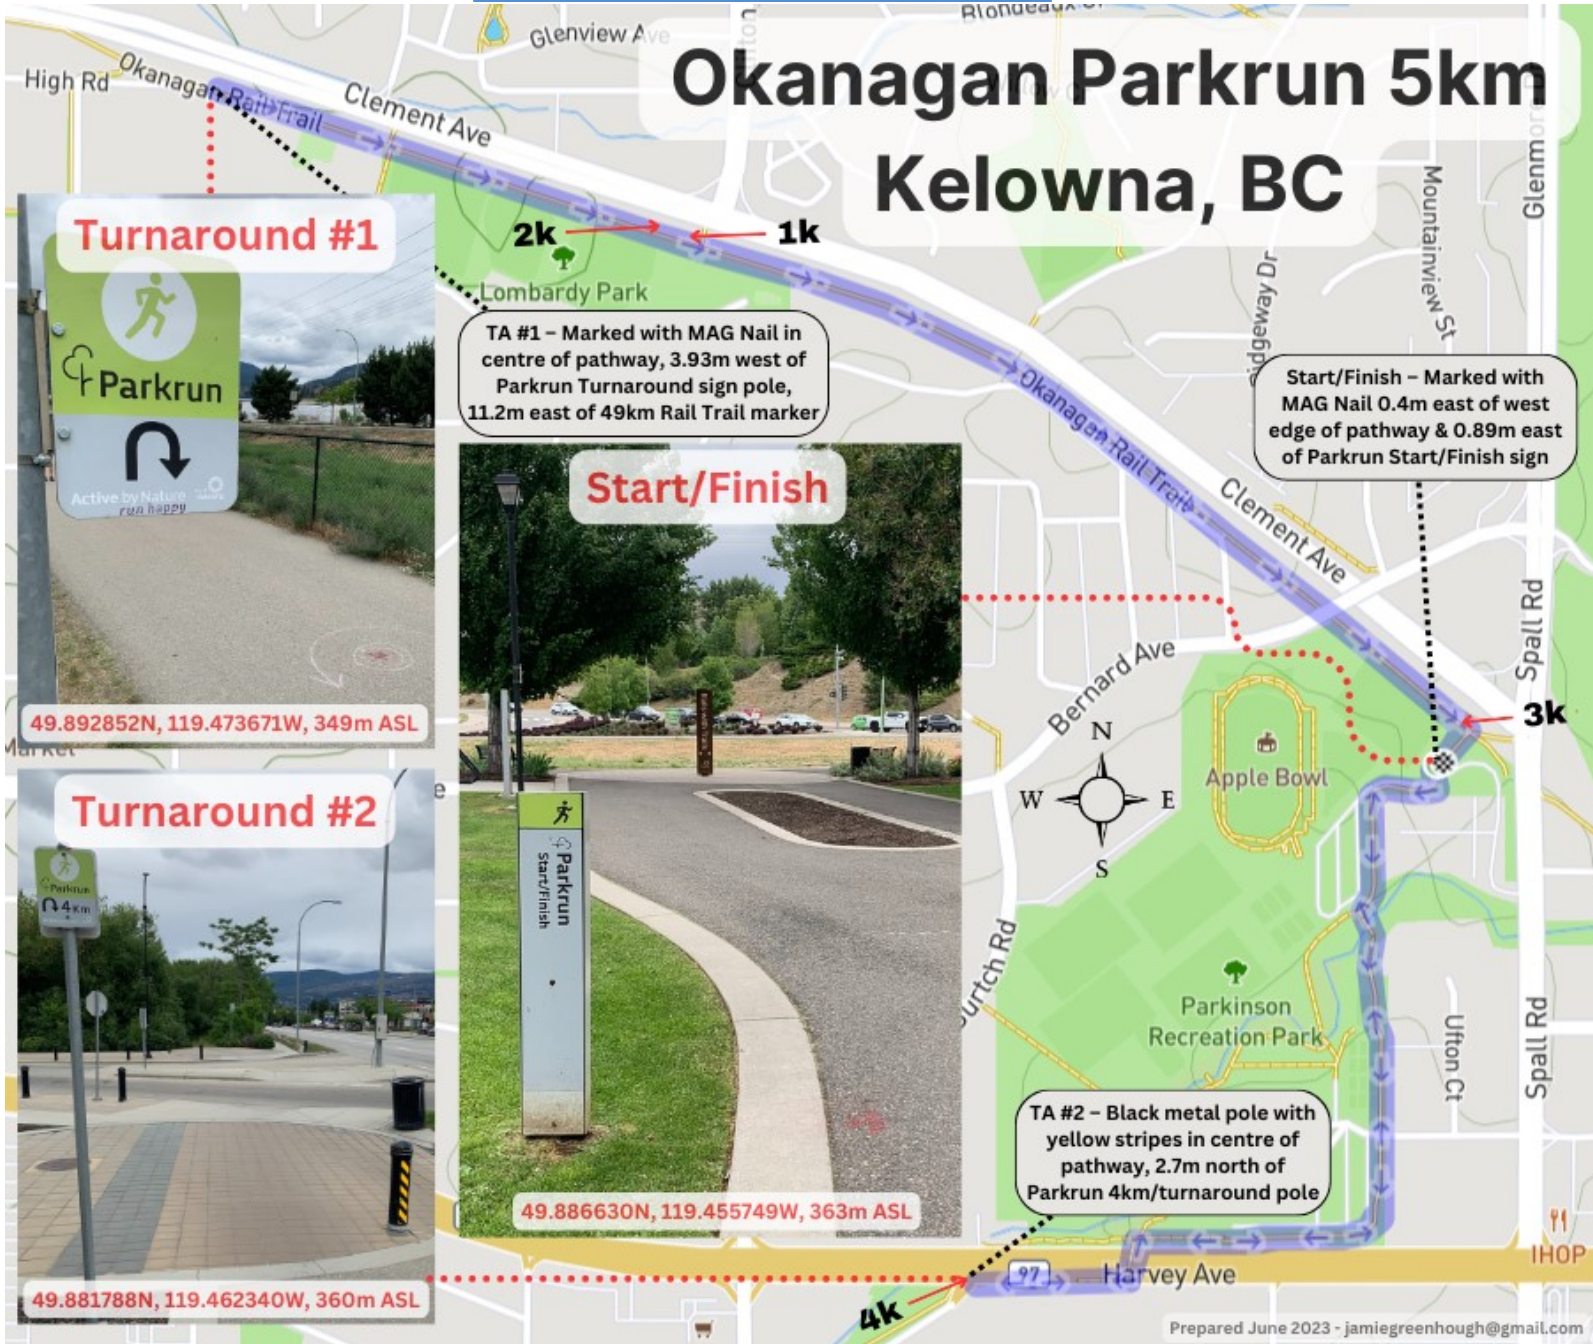 Okanagan Parkrun 5km
Kelowna, BC
Glenview Ave
High Rd
Okanagan Rail Trail
Clement Ave
2k
1k
Lombardy Park
Turnaround #1
Parkrun
Active by Nature
run happy
49.892852N, 119.473671W, 349m ASL
TA #1 – Marked with MAG Nail in
centre of pathway, 3.93m west of
Parkrun Turnaround sign pole,
11.2m east of 49km Rail Trail marker
Mountainview St
Start/Finish – Marked with
MAG Nail 0.4m east of west
edge of pathway & 0.89m east
of Parkrun Start/Finish sign
Okanagan Rail Trail
Clement Ave
Start/Finish
Parkrun
Start/Finish
49.886630N, 119.455749W, 363m ASL
Bernard Ave
Spall Rd
3k
N
W
E
S
Apple Bowl
Turnaround #2
Parkrun
4Km
49.881788N, 119.462340W, 360m ASL
Parkinson
Recreation Park
Ufton Ct
Spall Rd
TA #2 – Black metal pole with
yellow stripes in centre of
pathway, 2.7m north of
Parkrun 4km/turnaround pole
IHOP
97
Harvey Ave
4k
Prepared June 2023 - jamiegreenhough@gmail.com